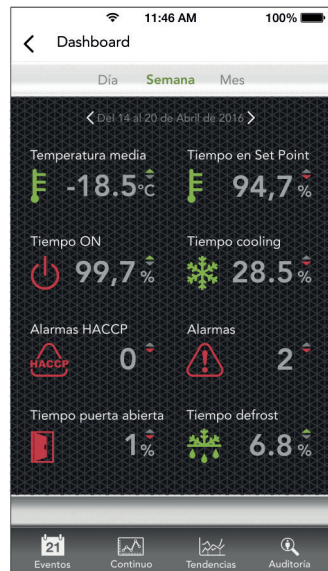 11:46 AM 100%
Dashboard
Día Semana Mes
Del 14 al 20 de Abril de 2016
Temperatura media Tiempo en Set Point
-18.5 °C 94,7 %
Tiempo ON Tiempo cooling
99,7 % 28.5 %
Alarmas HACCP Alarmas
HACCP 0 2
Tiempo puerta abierta Tiempo defrost
1 % 6.8 %
21
Eventos Continuo Tendencias Auditoría